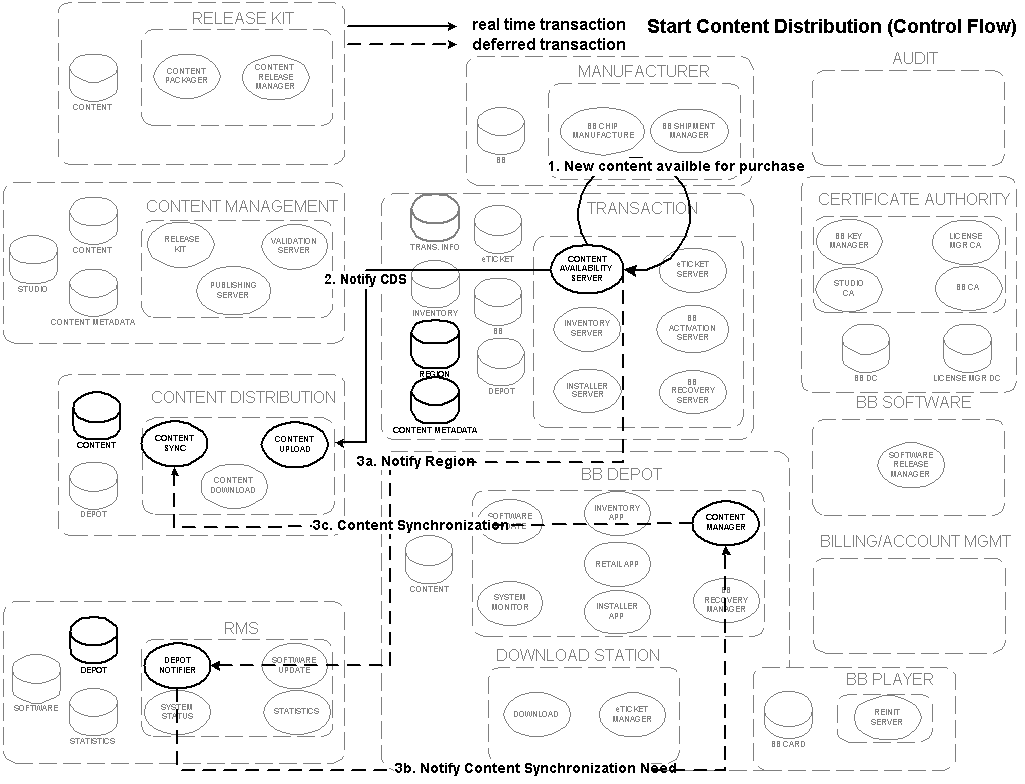 RELEASE KIT
CONTENT
CONTENT
PACKAGER
CONTENT
RELEASE
MANAGER
real time transaction
deferred transaction
Start Content Distribution (Control Flow)
MANUFACTURER
BB
BB CHIP
MANUFACTURE
BB SHIPMENT
MANAGER
AUDIT
1. New content availble for purchase
CONTENT MANAGEMENT
STUDIO
CONTENT
CONTENT METADATA
RELEASE
KIT
VALIDATION
SERVER
PUBLISHING
SERVER
TRANSACTION
TRANS. INFO
eTICKET
INVENTORY
BB
REGION
DEPOT
CONTENT METADATA
CONTENT
AVAILABILITY
SERVER
eTICKET
SERVER
INVENTORY
SERVER
BB
ACTIVATION
SERVER
INSTALLER
SERVER
BB
RECOVERY
SERVER
2. Notify CDS
CERTIFICATE AUTHORITY
BB KEY
MANAGER
LICENSE
MGR CA
STUDIO
CA
BB CA
BB DC
LICENSE MGR DC
CONTENT DISTRIBUTION
CONTENT
DEPOT
CONTENT
SYNC
CONTENT
UPLOAD
CONTENT
DOWNLOAD
3a. Notify Region
BB SOFTWARE
SOFTWARE
RELEASE
MANAGER
BB DEPOT
CONTENT
SOFTWARE
INVENTORY
APP
CONTENT
MANAGER
RETAIL APP
SYSTEM
MONITOR
INSTALLER
APP
BB
RECOVERY
MANAGER
3c. Content Synchronization
BILLING/ACCOUNT MGMT
RMS
SOFTWARE
DEPOT
STATISTICS
DEPOT
NOTIFIER
SOFTWARE
UPDATE
SYSTEM
STATUS
STATISTICS
DOWNLOAD STATION
DOWNLOAD
eTICKET
MANAGER
BB PLAYER
BB CARD
REINIT
SERVER
3b. Notify Content Synchronization Need